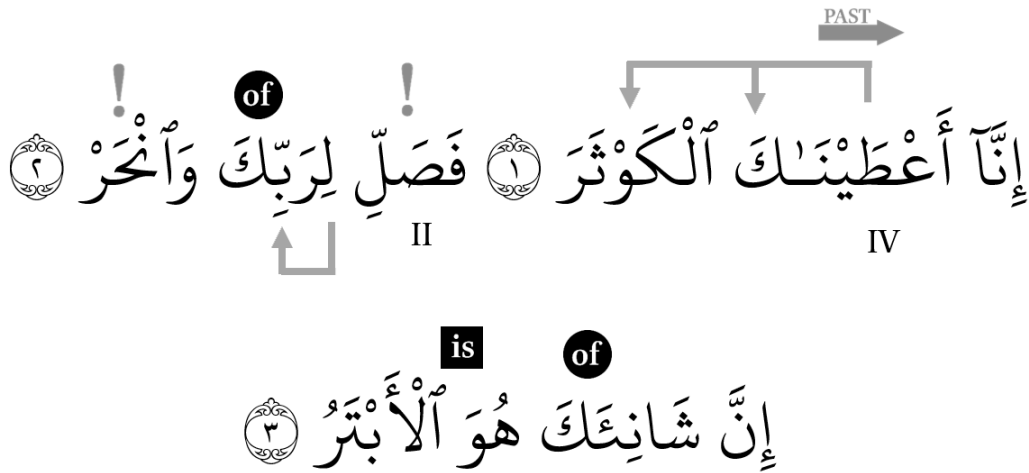 PAST
! of !
إِنَّآ أَعْطَيْنَـٰكَ ٱلْكَوْثَرَ ١ فَصَلِّ لِرَبِّكَ وَٱنْحَرْ ٢
IV II
of is
إِنَّ شَانِئَكَ هُوَ ٱلْأَبْتَرُ ٣